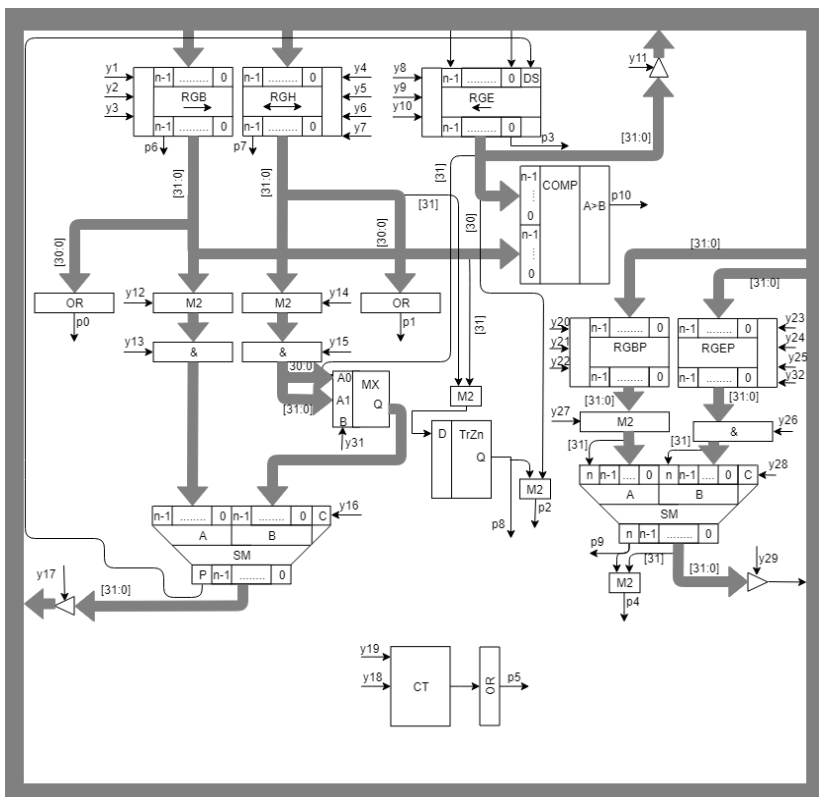 y1
y2
y3
n-1 ........ 0
RGB
n-1 ........ 0
p6
n-1 ........ 0
RGH
n-1 ........ 0
p7
y4
y5
y6
y7
y8
y9
y10
n-1 ........ 0 DS
RGE
n-1 ........ 0
p3
y11
[31:0]
[31:0]
[31:0]
[31]
[31]
[30]
[30:0]
[30:0]
n-1
....
0
n-1
....
0
COMP
A>B
p10
OR
p0
y12
M2
y13
&
M2
y14
&
y15
OR
p1
30:0
[31:0]
A0
A1
B
MX
Q
y31
[31]
M2
D
TrZn
Q
p8
M2
p2
[31:0]
[31:0]
y20
y21
y22
n-1 ........ 0
RGBP
n-1 ........ 0
n-1 ........ 0
RGEP
n-1 ........ 0
y23
y24
y25
y32
[31:0]
[31:0]
y27
M2
&
y26
[31]
[31]
n n-1 .... 0 n n-1 .... 0 C
y28
A
B
SM
n n-1 ........ 0
p9
[31]
M2
p4
[31:0]
y29
n-1 ........ 0 n-1 ........ 0 C
y16
A
B
SM
P n-1 ........ 0
y17
[31:0]
y19
y18
CT
OR
p5